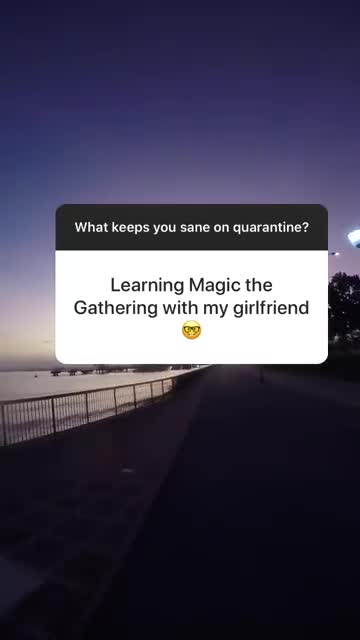 What keeps you sane on quarantine?
Learning Magic the
Gathering with my girlfriend
🤓